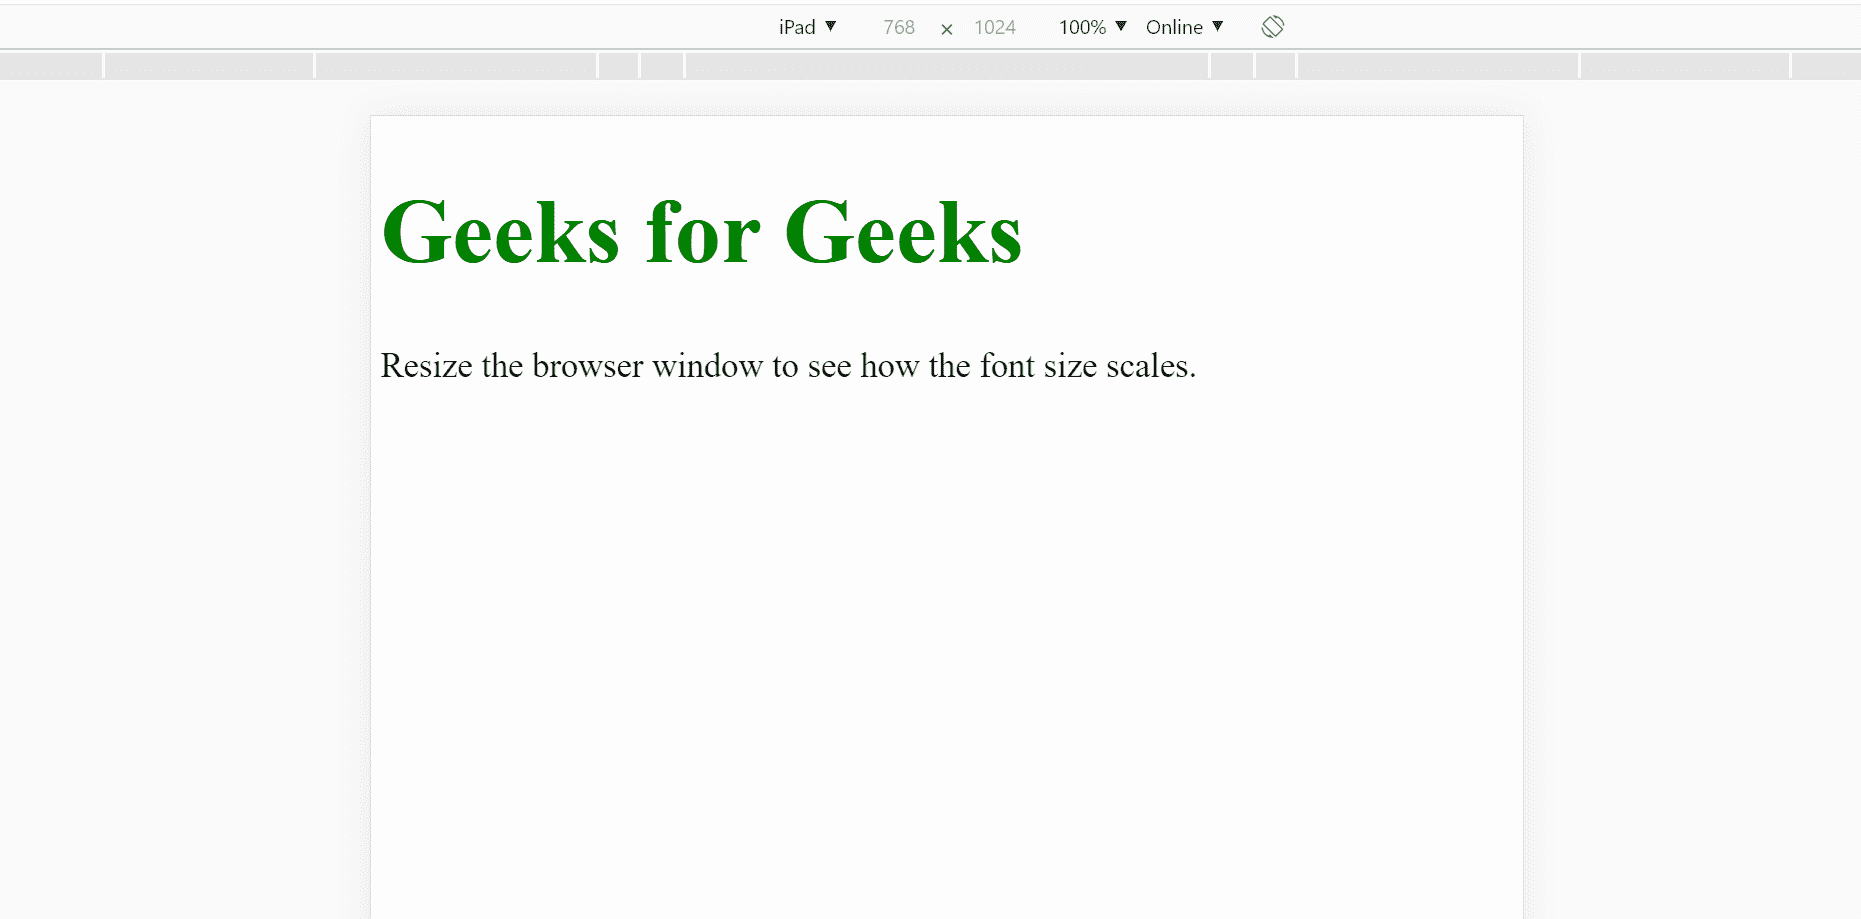 iPad ▼ 768 × 1024 100% ▼ Online ▼
Geeks for Geeks
Resize the browser window to see how the font size scales.